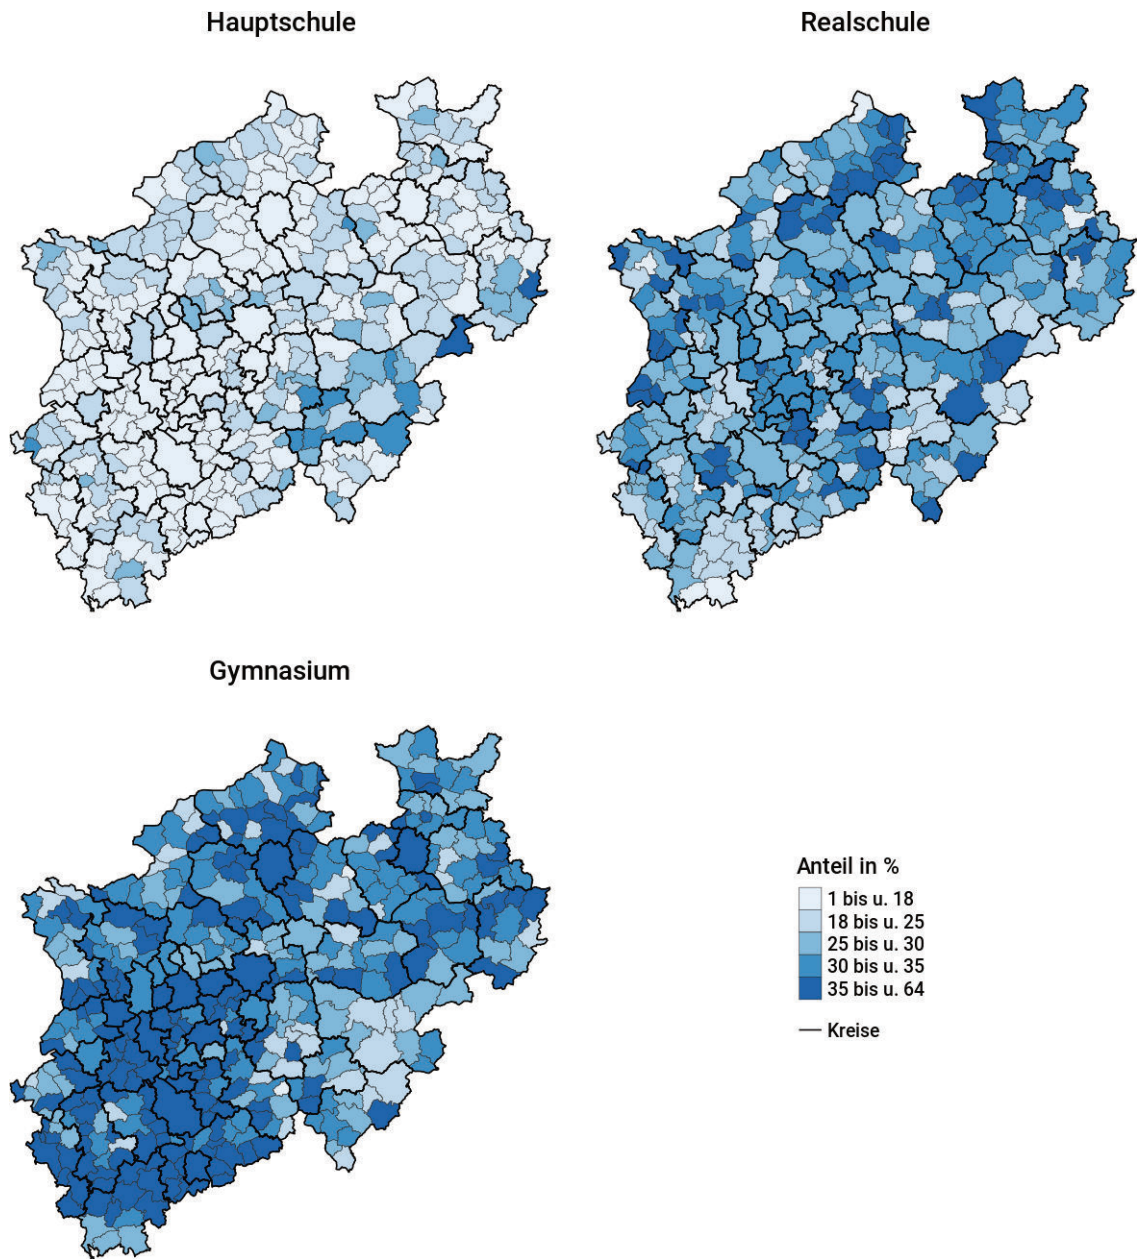 Hauptschule
Realschule
Gymnasium
Anteil in %
1 bis u. 18
18 bis u. 25
25 bis u. 30
30 bis u. 35
35 bis u. 64
Kreise